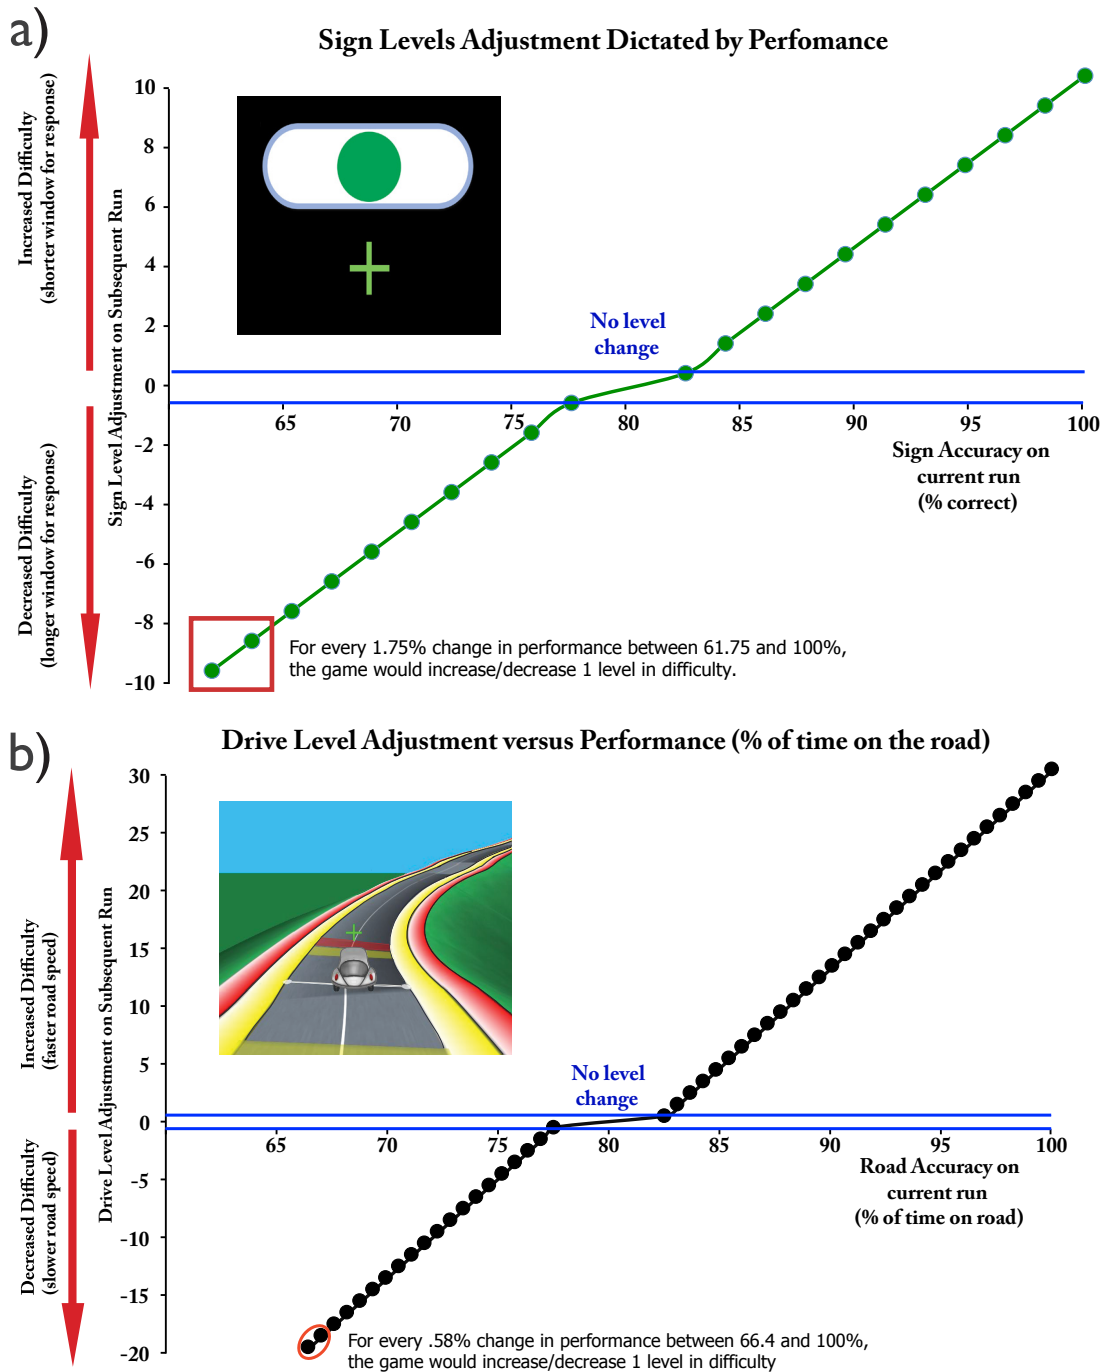 a)
Sign Levels Adjustment Dictated by Perfomance
Increased Difficulty
(shorter window for response)
Decreased Difficulty
(longer window for response)
Sign Level Adjustment on Subsequent Run
10
8
6
4
2
0
-2
-4
-6
-8
-10
No level
change
65
70
75
80
85
90
95
100
Sign Accuracy on
current run
(% correct)
For every 1.75% change in performance between 61.75 and 100%,
the game would increase/decrease 1 level in difficulty.
b)
Drive Level Adjustment versus Performance (% of time on the road)
Increased Difficulty
(faster road speed)
Decreased Difficulty
(slower road speed)
Drive Level Adjustment on Subsequent Run
30
25
20
15
10
5
0
-5
-10
-15
-20
No level
change
65
70
75
80
85
90
95
100
Road Accuracy on
current run
(% of time on road)
For every .58% change in performance between 66.4 and 100%,
the game would increase/decrease 1 level in difficulty